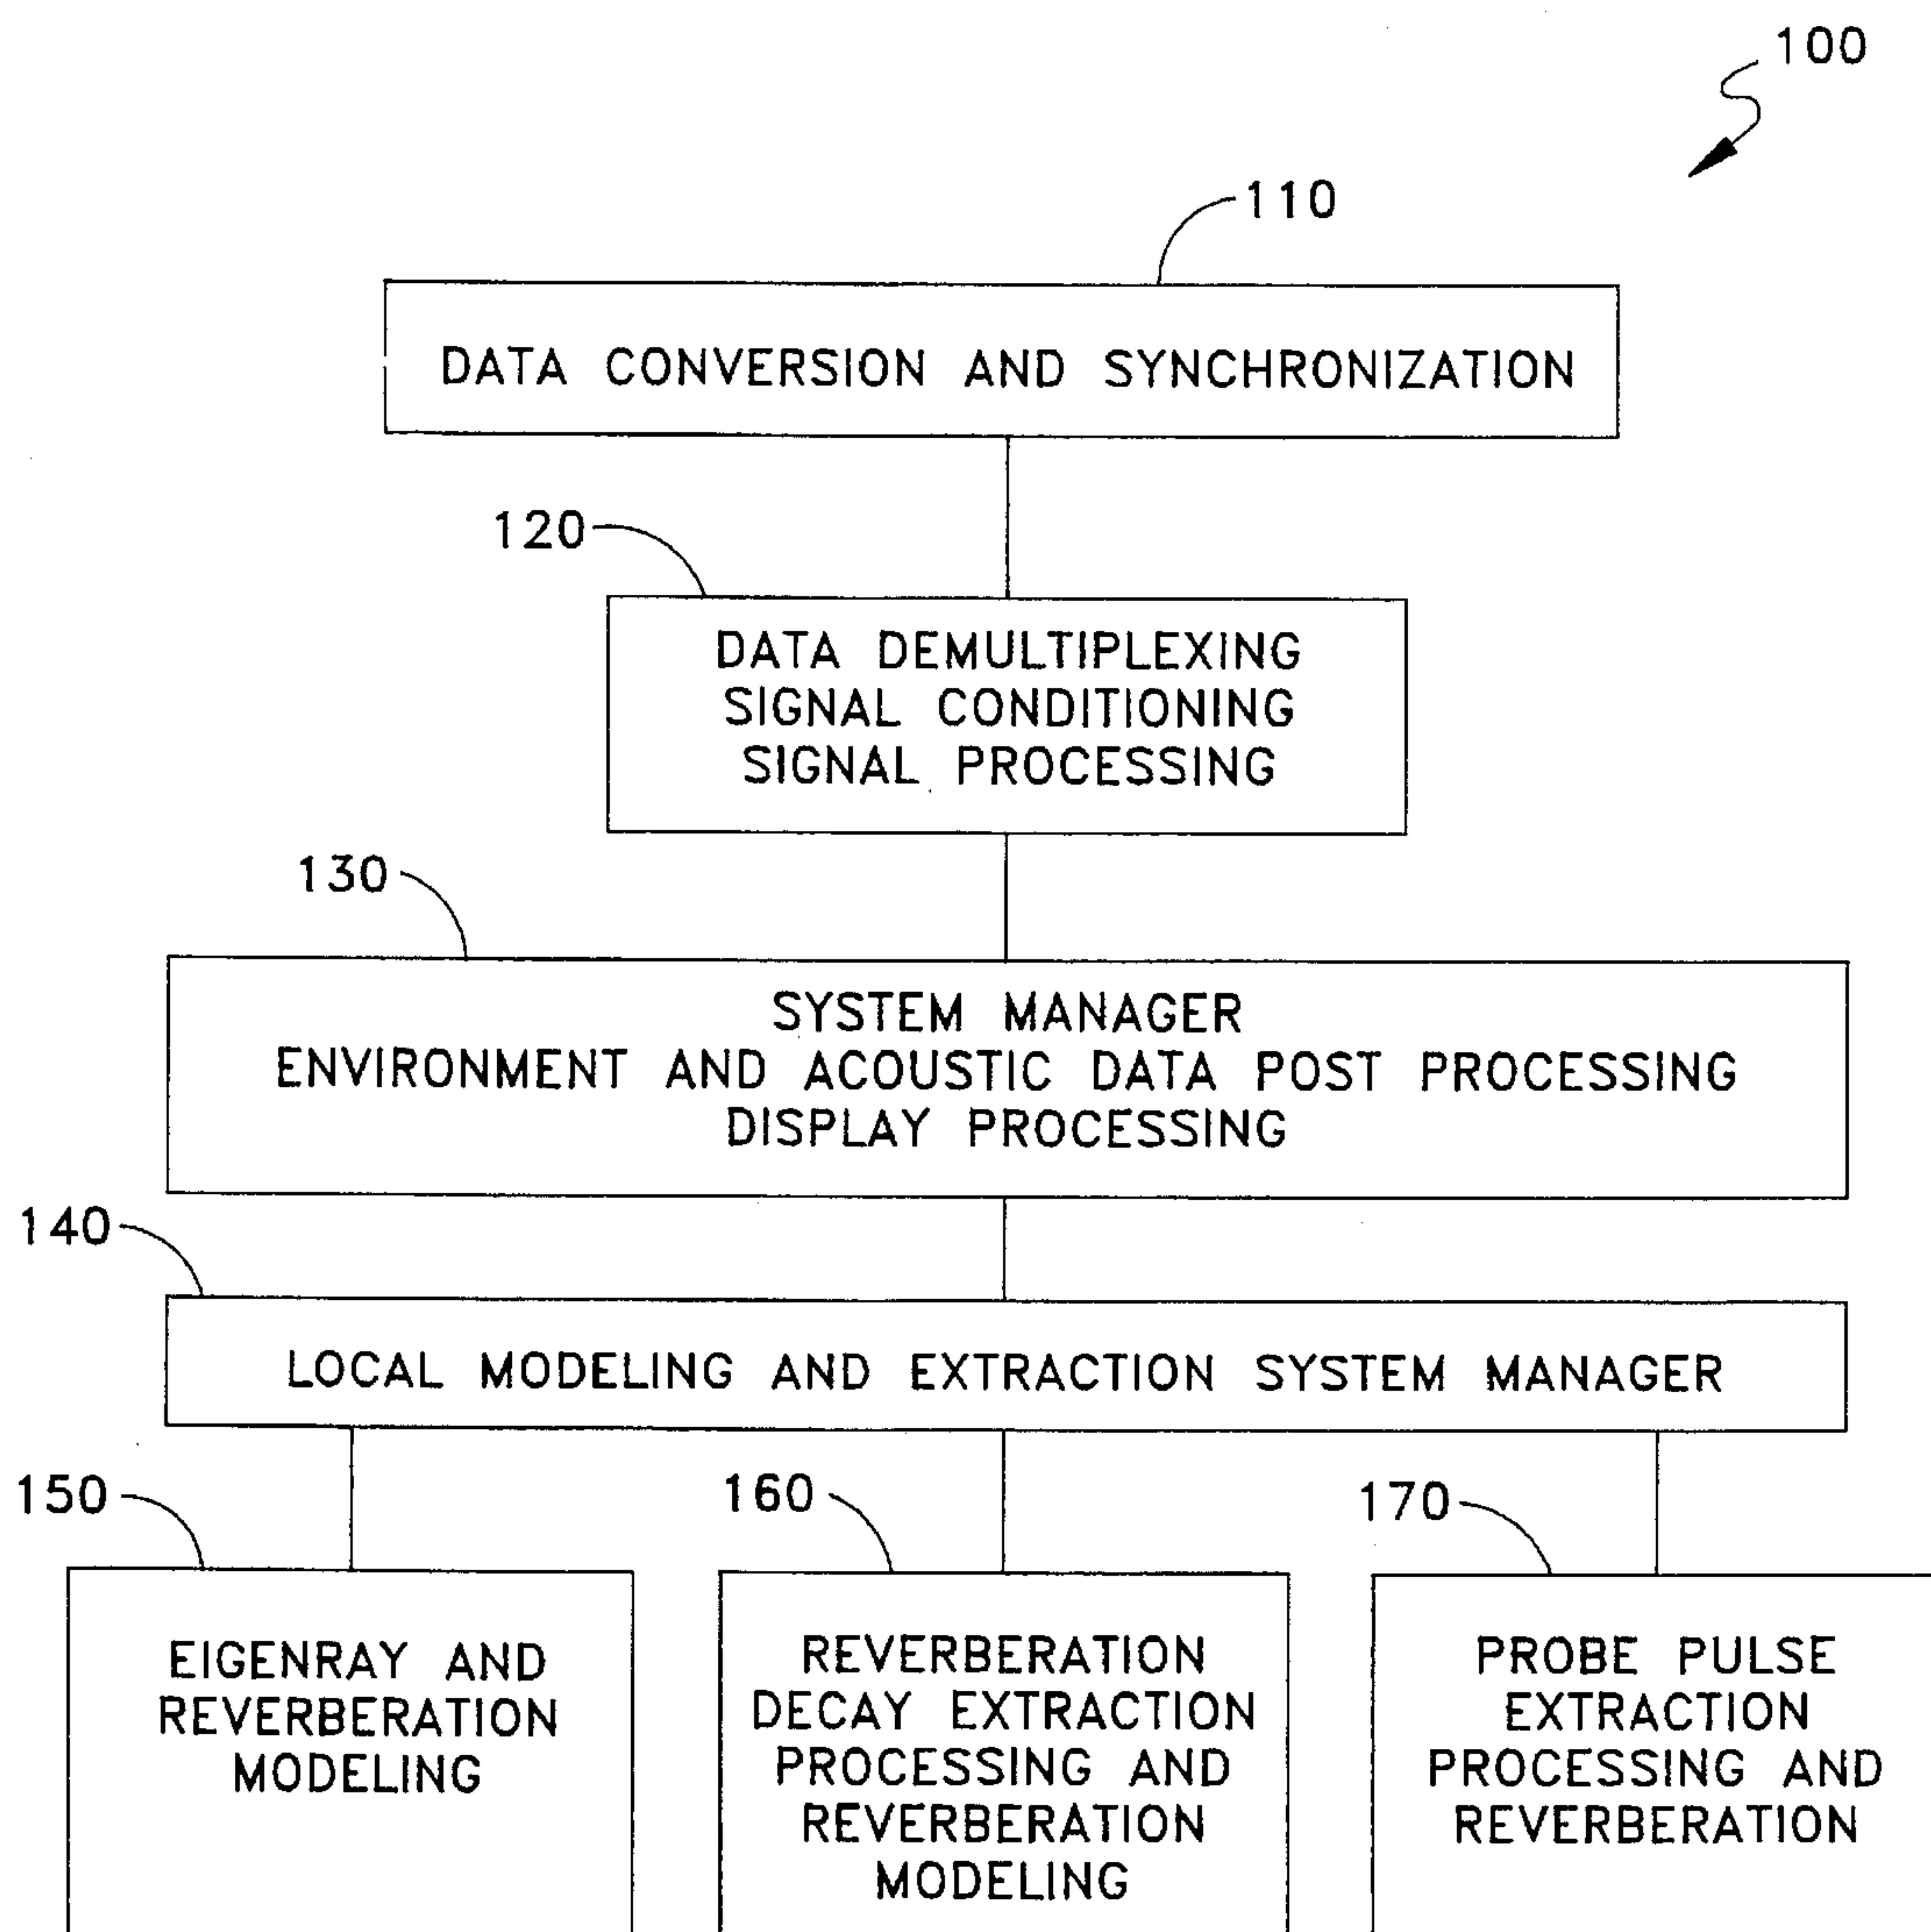 100
110
DATA CONVERSION AND SYNCHRONIZATION
120
DATA DEMULTIPLEXING
SIGNAL CONDITIONING
SIGNAL PROCESSING
130
SYSTEM MANAGER
ENVIRONMENT AND ACOUSTIC DATA POST PROCESSING
DISPLAY PROCESSING
140
LOCAL MODELING AND EXTRACTION SYSTEM MANAGER
150
EIGENRAY AND
REVERBERATION
MODELING
160
REVERBERATION
DECAY EXTRACTION
PROCESSING AND
REVERBERATION
MODELING
170
PROBE PULSE
EXTRACTION
PROCESSING AND
REVERBERATION